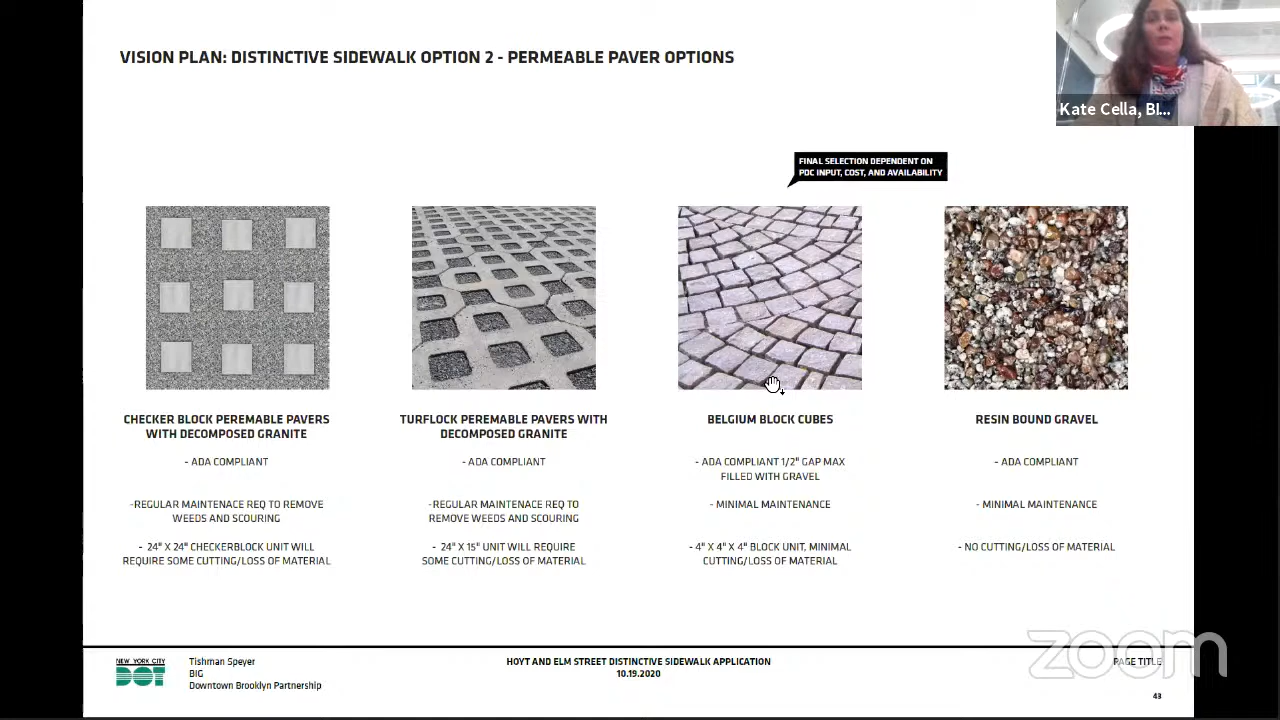 VISION PLAN: DISTINCTIVE SIDEWALK OPTION 2 - PERMEABLE PAVER OPTIONS
Kate Cella, BI...
FINAL SELECTION DEPENDENT ON
PDC INPUT, COST, AND AVAILABILITY
CHECKER BLOCK PEREMABLE PAVERS
WITH DECOMPOSED GRANITE
- ADA COMPLIANT
-REGULAR MAINTENACE REQ TO REMOVE
WEEDS AND SCOURING
- 24" X 24" CHECKERBLOCK UNIT WILL
REQUIRE SOME CUTTING/LOSS OF MATERIAL
TURFLOCK PEREMABLE PAVERS WITH
DECOMPOSED GRANITE
- ADA COMPLIANT
-REGULAR MAINTENACE REQ TO
REMOVE WEEDS AND SCOURING
- 24" X 15" UNIT WILL REQUIRE
SOME CUTTING/LOSS OF MATERIAL
BELGIUM BLOCK CUBES
- ADA COMPLIANT 1/2" GAP MAX
FILLED WITH GRAVEL
- MINIMAL MAINTENANCE
- 4" X 4" X 4" BLOCK UNIT, MINIMAL
CUTTING/LOSS OF MATERIAL
RESIN BOUND GRAVEL
- ADA COMPLIANT
- MINIMAL MAINTENANCE
- NO CUTTING/LOSS OF MATERIAL
NEW YORK CITY
DOT
Tishman Speyer
BIG
Downtown Brooklyn Partnership
HOYT AND ELM STREET DISTINCTIVE SIDEWALK APPLICATION
10.19.2020
PAGE TITLE
43
zoom